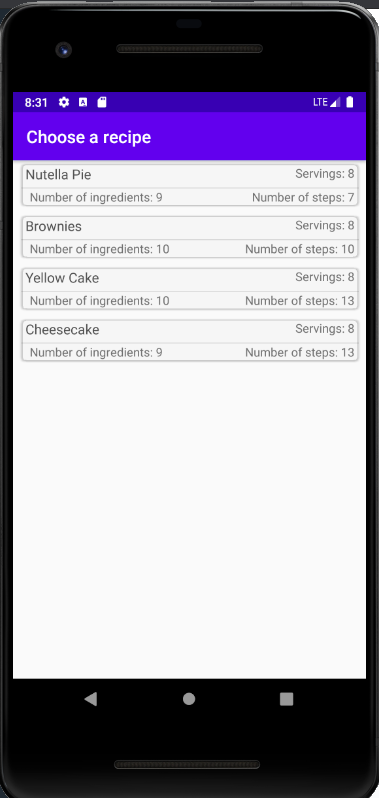 8:31 LTE
Choose a recipe
Nutella Pie Servings: 8
Number of ingredients: 9 Number of steps: 7
Brownies Servings: 8
Number of ingredients: 10 Number of steps: 10
Yellow Cake Servings: 8
Number of ingredients: 10 Number of steps: 13
Cheesecake Servings: 8
Number of ingredients: 9 Number of steps: 13